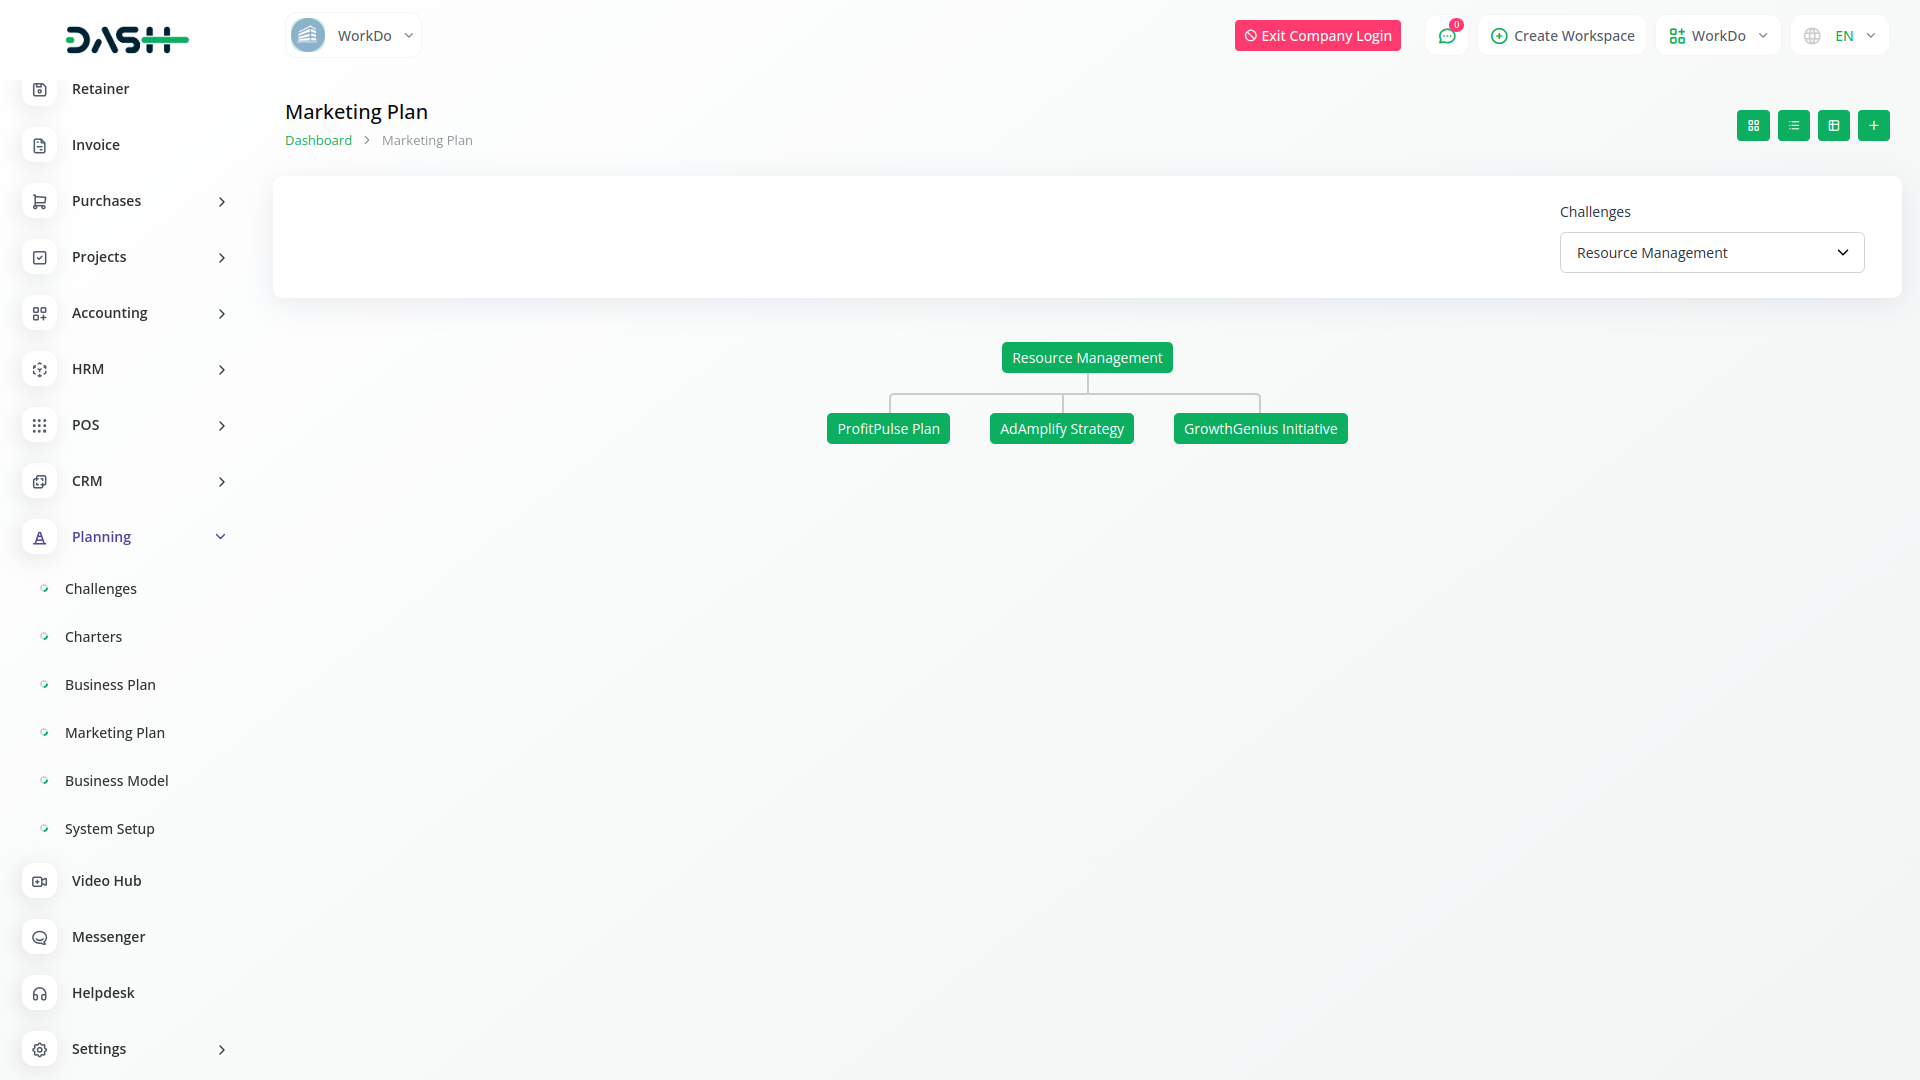 DASH
WorkDo
Exit Company Login
0
Create Workspace
WorkDo
EN
Retainer
Invoice
Purchases
Projects
Accounting
HRM
POS
CRM
Planning
Challenges
Charters
Business Plan
Marketing Plan
Business Model
System Setup
Video Hub
Messenger
Helpdesk
Settings
Marketing Plan
Dashboard > Marketing Plan
Challenges
Resource Management
Resource Management
ProfitPulse Plan
AdAmplify Strategy
GrowthGenius Initiative